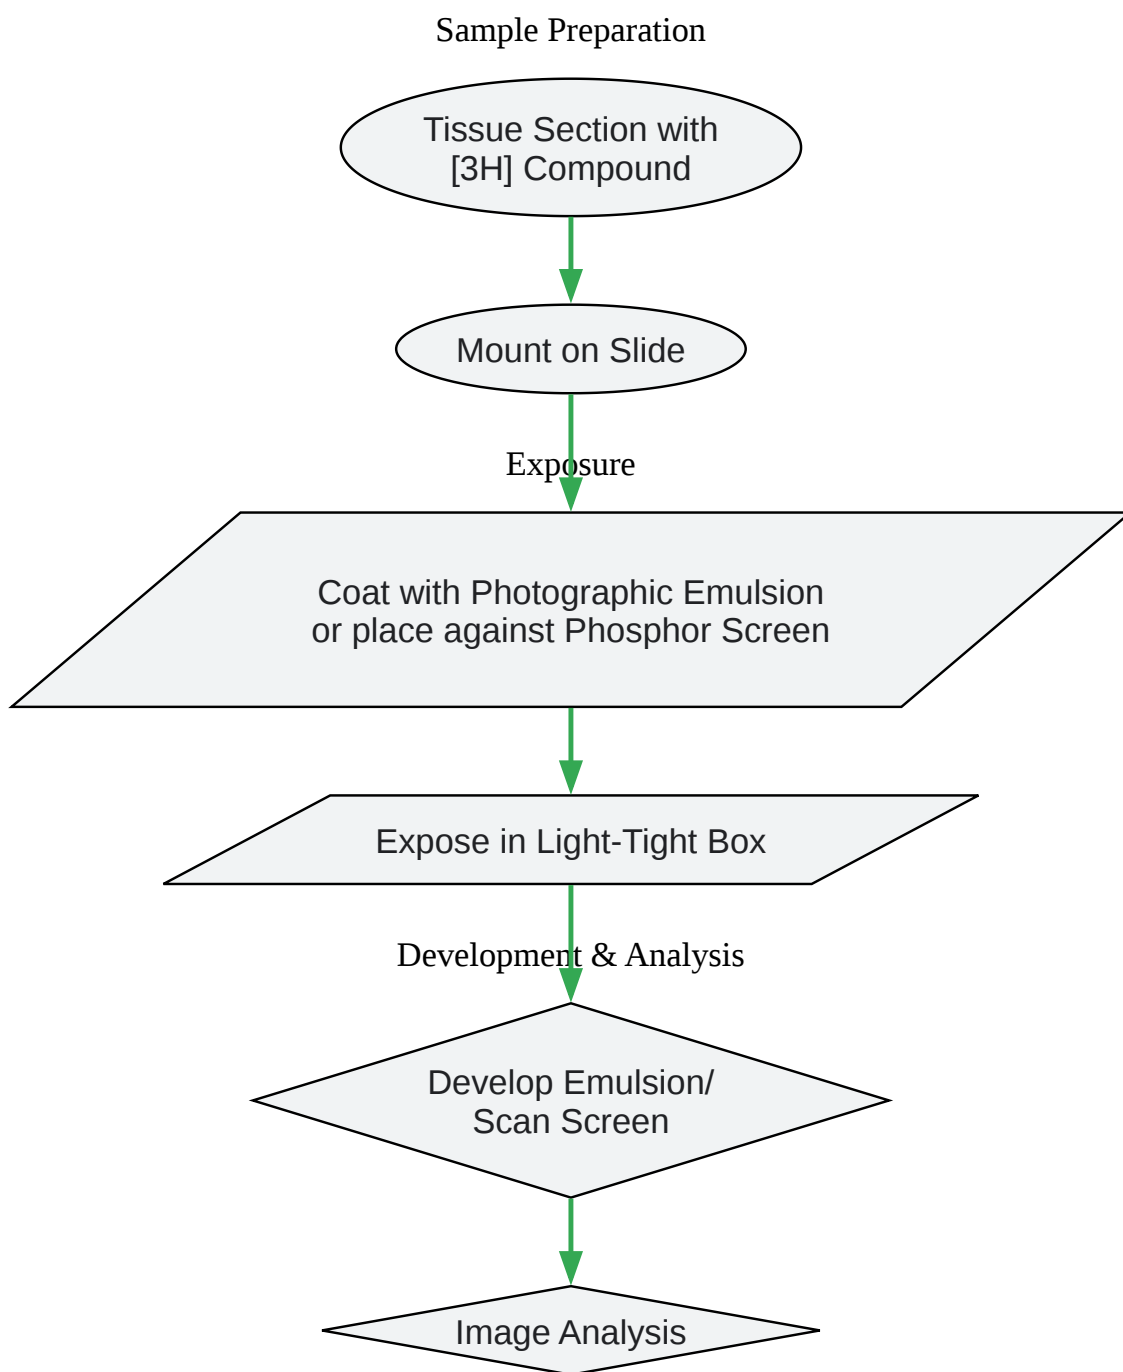 Sample Preparation
Tissue Section with
[3H] Compound
Mount on Slide
Exposure
Coat with Photographic Emulsion
or place against Phosphor Screen
Expose in Light-Tight Box
Development & Analysis
Develop Emulsion/
Scan Screen
Image Analysis